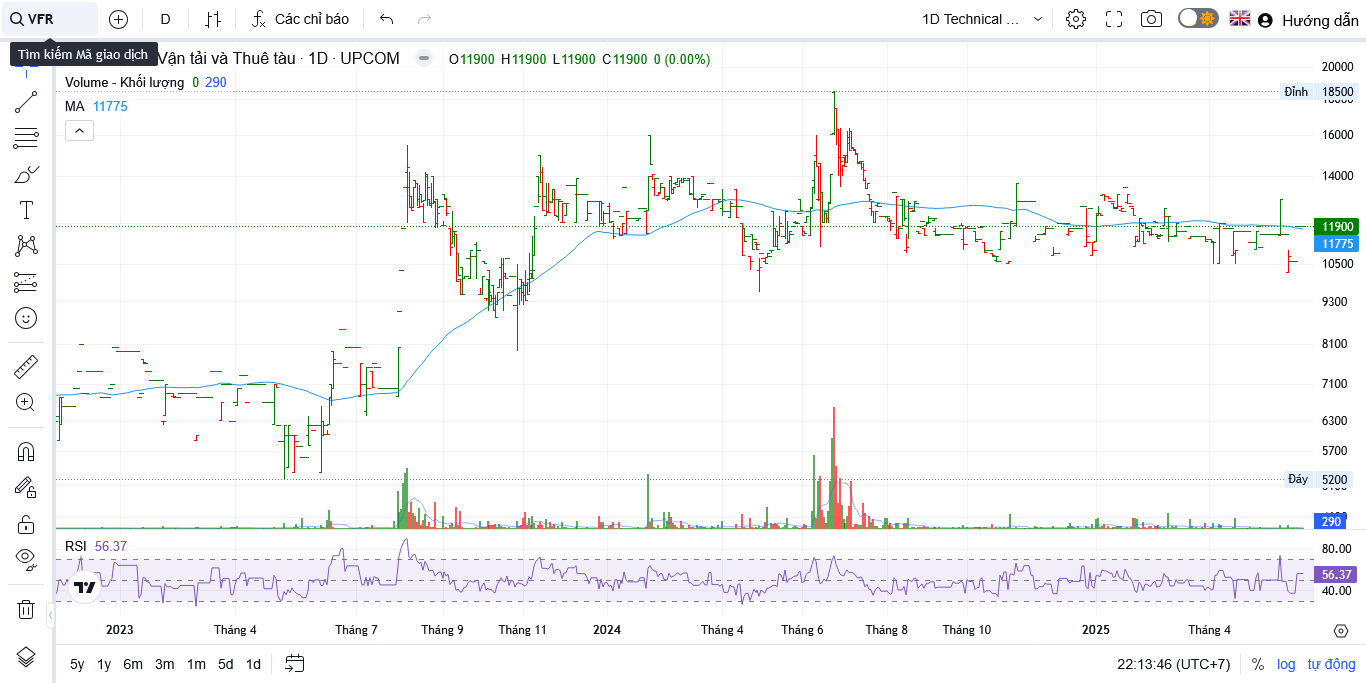 VFR
D
Các chỉ báo
1D Technical ...
Hướng dẫn
Tìm kiếm Mã giao dịch
Vận tải và Thuê tàu · 1D · UPCOM
O11900 H11900 L11900 C11900 0 (0.00%)
Volume - Khối lượng 0 290
MA 11775
20000
Đỉnh 18500
16000
14000
11900
11775
10500
9300
8100
7100
6300
5700
Đáy 5200
290
RSI 56.37
80.00
56.37
40.00
2023 Tháng 4 Tháng 7 Tháng 9 Tháng 11 2024 Tháng 4 Tháng 6 Tháng 8 Tháng 10 2025 Tháng 4
5y 1y 6m 3m 1m 5d 1d
22:13:46 (UTC+7) % log tự động